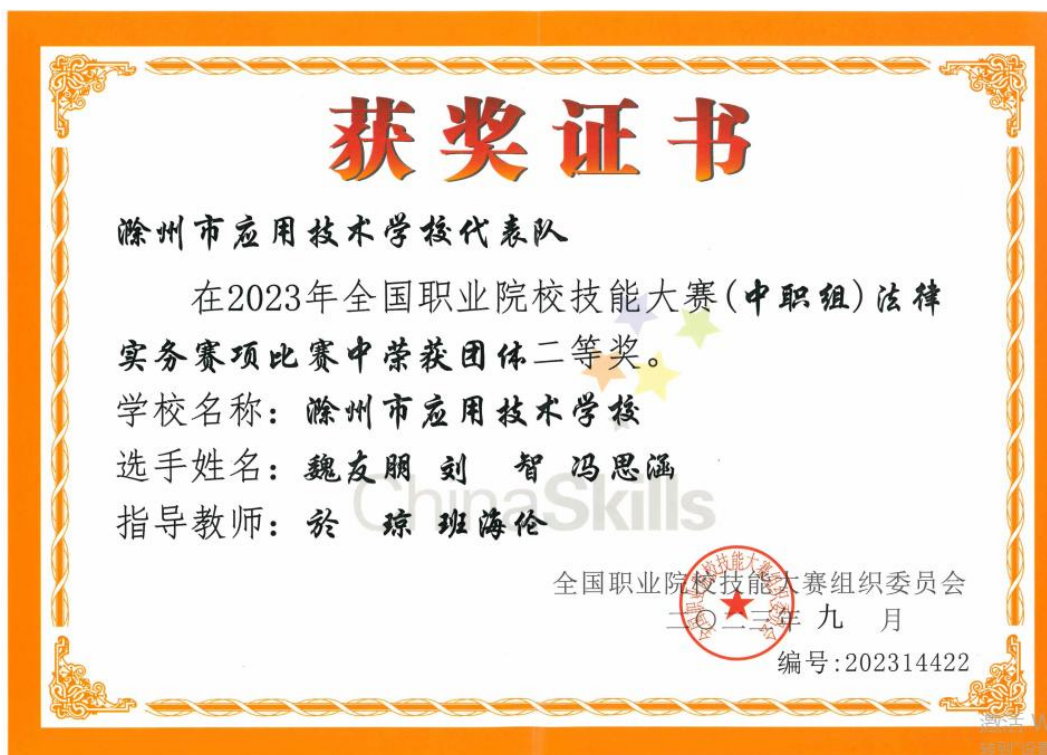 获奖证书
滁州市应用技术学校代表队
在2023年全国职业院校技能大赛(中职组)法律
实务赛项比赛中荣获团体二等奖。
学校名称：滁州市应用技术学校
选手姓名：魏友朋 刘 智 冯思涵
指导教师：於 琼 班海伦
ChinaSkills
全国职业院校技能大赛组织委员会
二〇二三年 九 月
编号:202314422